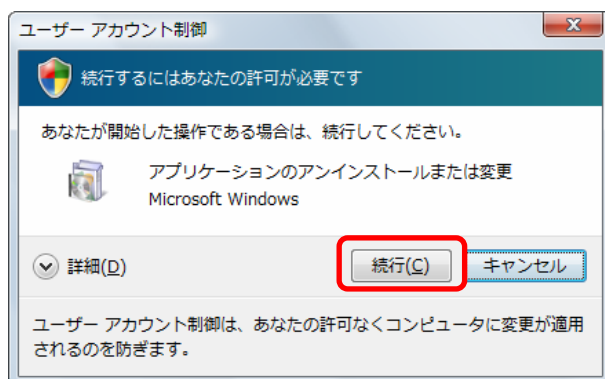 ユーザー アカウント制御
続行するにはあなたの許可が必要です
あなたが開始した操作である場合は、続行してください。
アプリケーションのアンインストールまたは変更
Microsoft Windows
詳細(D)
続行(C)
キャンセル
ユーザー アカウント制御は、あなたの許可なくコンピュータに変更が適用
されるのを防ぎます。